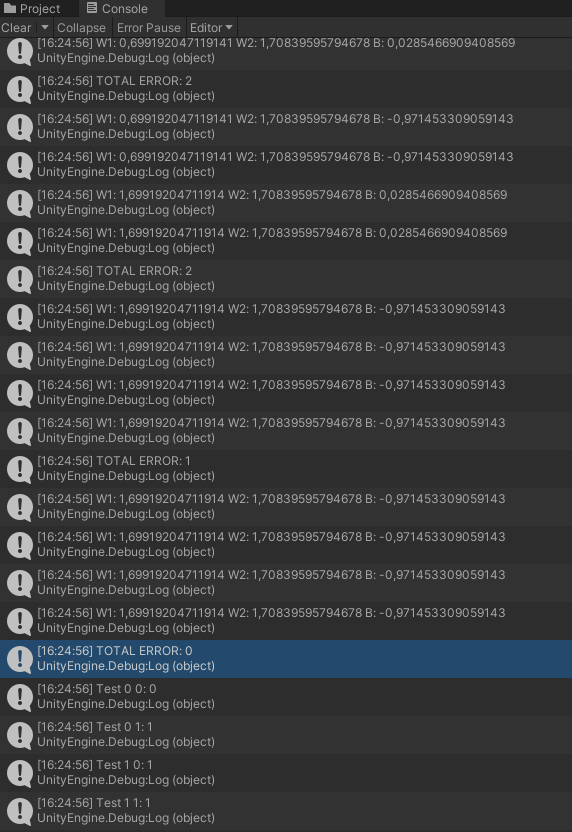 Project
Console
Clear
Collapse
Error Pause
Editor
[16:24:56] W1: 0,699192047119141 W2: 1,70839595794678 B: 0,0285466909408569
UnityEngine.Debug:Log (object)
[16:24:56] TOTAL ERROR: 2
UnityEngine.Debug:Log (object)
[16:24:56] W1: 0,699192047119141 W2: 1,70839595794678 B: -0,971453309059143
UnityEngine.Debug:Log (object)
[16:24:56] W1: 0,699192047119141 W2: 1,70839595794678 B: -0,971453309059143
UnityEngine.Debug:Log (object)
[16:24:56] W1: 1,69919204711914 W2: 1,70839595794678 B: 0,0285466909408569
UnityEngine.Debug:Log (object)
[16:24:56] W1: 1,69919204711914 W2: 1,70839595794678 B: 0,0285466909408569
UnityEngine.Debug:Log (object)
[16:24:56] TOTAL ERROR: 2
UnityEngine.Debug:Log (object)
[16:24:56] W1: 1,69919204711914 W2: 1,70839595794678 B: -0,971453309059143
UnityEngine.Debug:Log (object)
[16:24:56] W1: 1,69919204711914 W2: 1,70839595794678 B: -0,971453309059143
UnityEngine.Debug:Log (object)
[16:24:56] W1: 1,69919204711914 W2: 1,70839595794678 B: -0,971453309059143
UnityEngine.Debug:Log (object)
[16:24:56] W1: 1,69919204711914 W2: 1,70839595794678 B: -0,971453309059143
UnityEngine.Debug:Log (object)
[16:24:56] TOTAL ERROR: 1
UnityEngine.Debug:Log (object)
[16:24:56] W1: 1,69919204711914 W2: 1,70839595794678 B: -0,971453309059143
UnityEngine.Debug:Log (object)
[16:24:56] W1: 1,69919204711914 W2: 1,70839595794678 B: -0,971453309059143
UnityEngine.Debug:Log (object)
[16:24:56] W1: 1,69919204711914 W2: 1,70839595794678 B: -0,971453309059143
UnityEngine.Debug:Log (object)
[16:24:56] W1: 1,69919204711914 W2: 1,70839595794678 B: -0,971453309059143
UnityEngine.Debug:Log (object)
[16:24:56] TOTAL ERROR: 0
UnityEngine.Debug:Log (object)
[16:24:56] Test 0 0: 0
UnityEngine.Debug:Log (object)
[16:24:56] Test 0 1: 1
UnityEngine.Debug:Log (object)
[16:24:56] Test 1 0: 1
UnityEngine.Debug:Log (object)
[16:24:56] Test 1 1: 1
UnityEngine.Debug:Log (object)